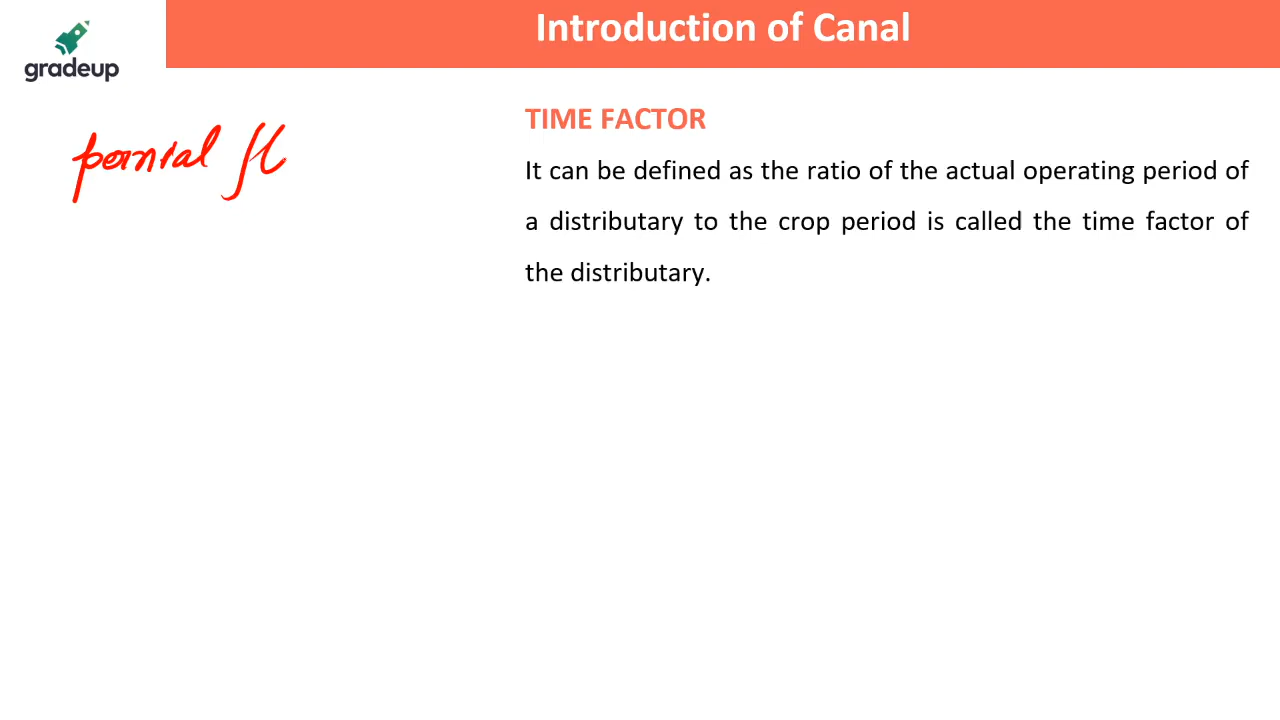 Introduction of Canal
gradeup
TIME FACTOR
It can be defined as the ratio of the actual operating period of
a distributary to the crop period is called the time factor of
the distributary.